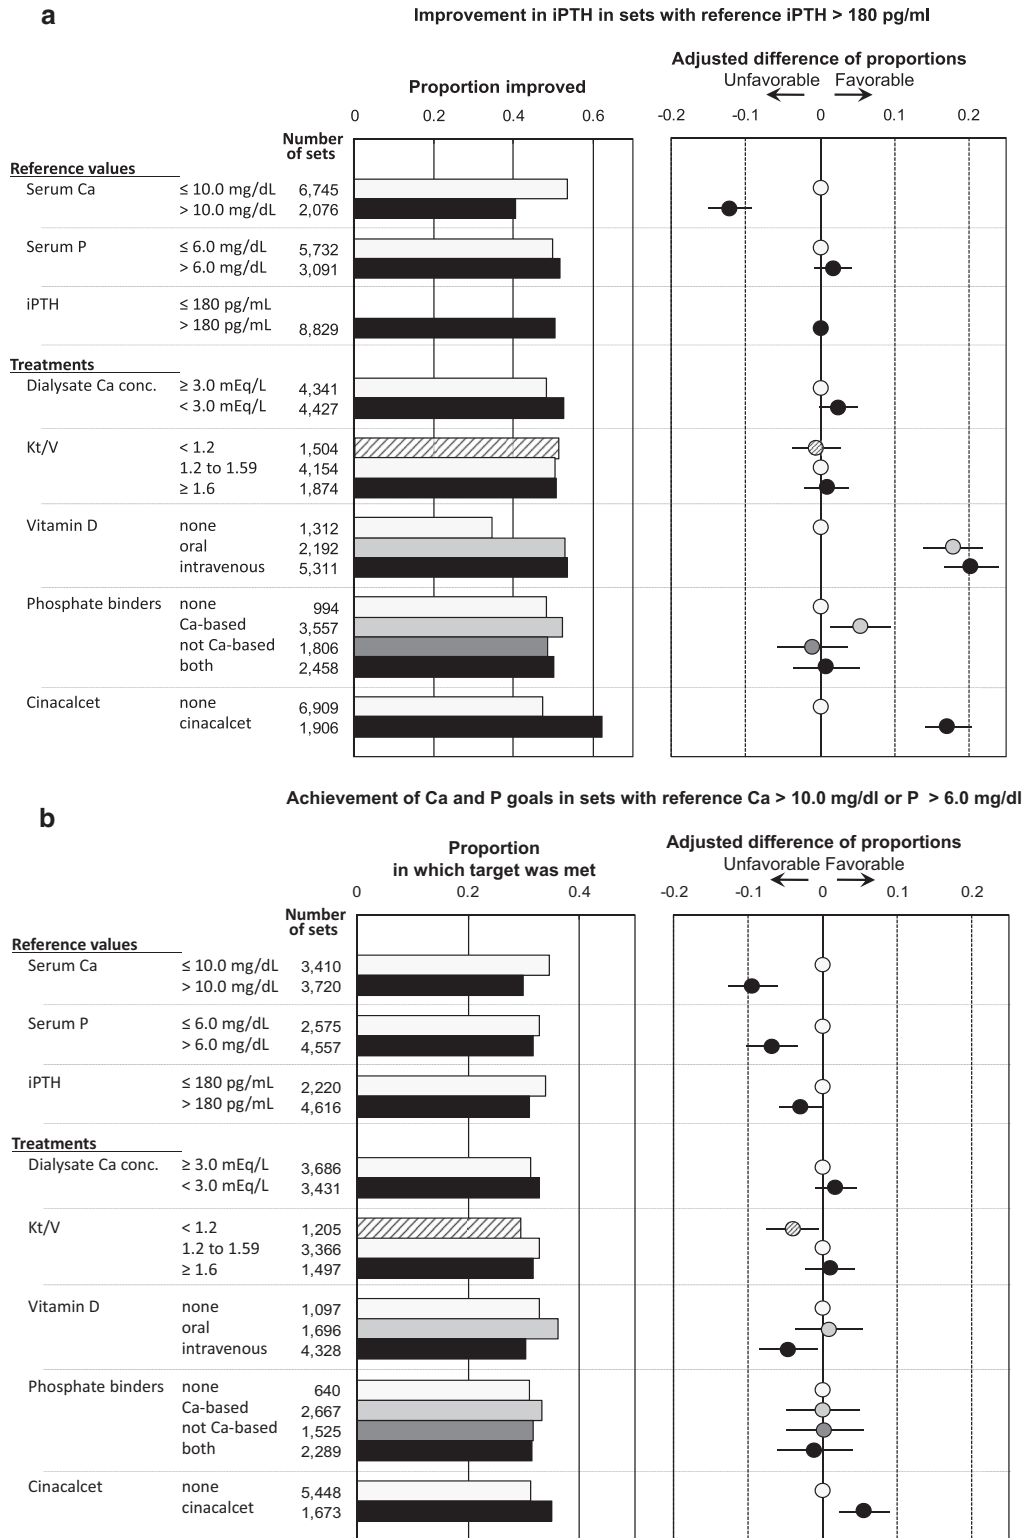 a
Improvement in iPTH in sets with reference iPTH > 180 pg/ml
Adjusted difference of proportions
Unfavorable Favorable
Proportion improved
0 0.2 0.4 0.6
-0.2 -0.1 0 0.1 0.2
Number
of sets
Reference values
Serum Ca ≤ 10.0 mg/dL 6,745
> 10.0 mg/dL 2,076
Serum P ≤ 6.0 mg/dL 5,732
> 6.0 mg/dL 3,091
iPTH ≤ 180 pg/mL
> 180 pg/mL 8,829
Treatments
Dialysate Ca conc. ≥ 3.0 mEq/L 4,341
< 3.0 mEq/L 4,427
Kt/V < 1.2 1,504
1.2 to 1.59 4,154
≥ 1.6 1,874
Vitamin D none 1,312
oral 2,192
intravenous 5,311
Phosphate binders none 994
Ca-based 3,557
not Ca-based 1,806
both 2,458
Cinacalcet none 6,909
cinacalcet 1,906
b
Achievement of Ca and P goals in sets with reference Ca > 10.0 mg/dl or P > 6.0 mg/dl
Adjusted difference of proportions
Unfavorable Favorable
Proportion
in which target was met
0 0.2 0.4
-0.2 -0.1 0 0.1 0.2
Number
of sets
Reference values
Serum Ca ≤ 10.0 mg/dL 3,410
> 10.0 mg/dL 3,720
Serum P ≤ 6.0 mg/dL 2,575
> 6.0 mg/dL 4,557
iPTH ≤ 180 pg/mL 2,220
> 180 pg/mL 4,616
Treatments
Dialysate Ca conc. ≥ 3.0 mEq/L 3,686
< 3.0 mEq/L 3,431
Kt/V < 1.2 1,205
1.2 to 1.59 3,366
≥ 1.6 1,497
Vitamin D none 1,097
oral 1,696
intravenous 4,328
Phosphate binders none 640
Ca-based 2,667
not Ca-based 1,525
both 2,289
Cinacalcet none 5,448
cinacalcet 1,673